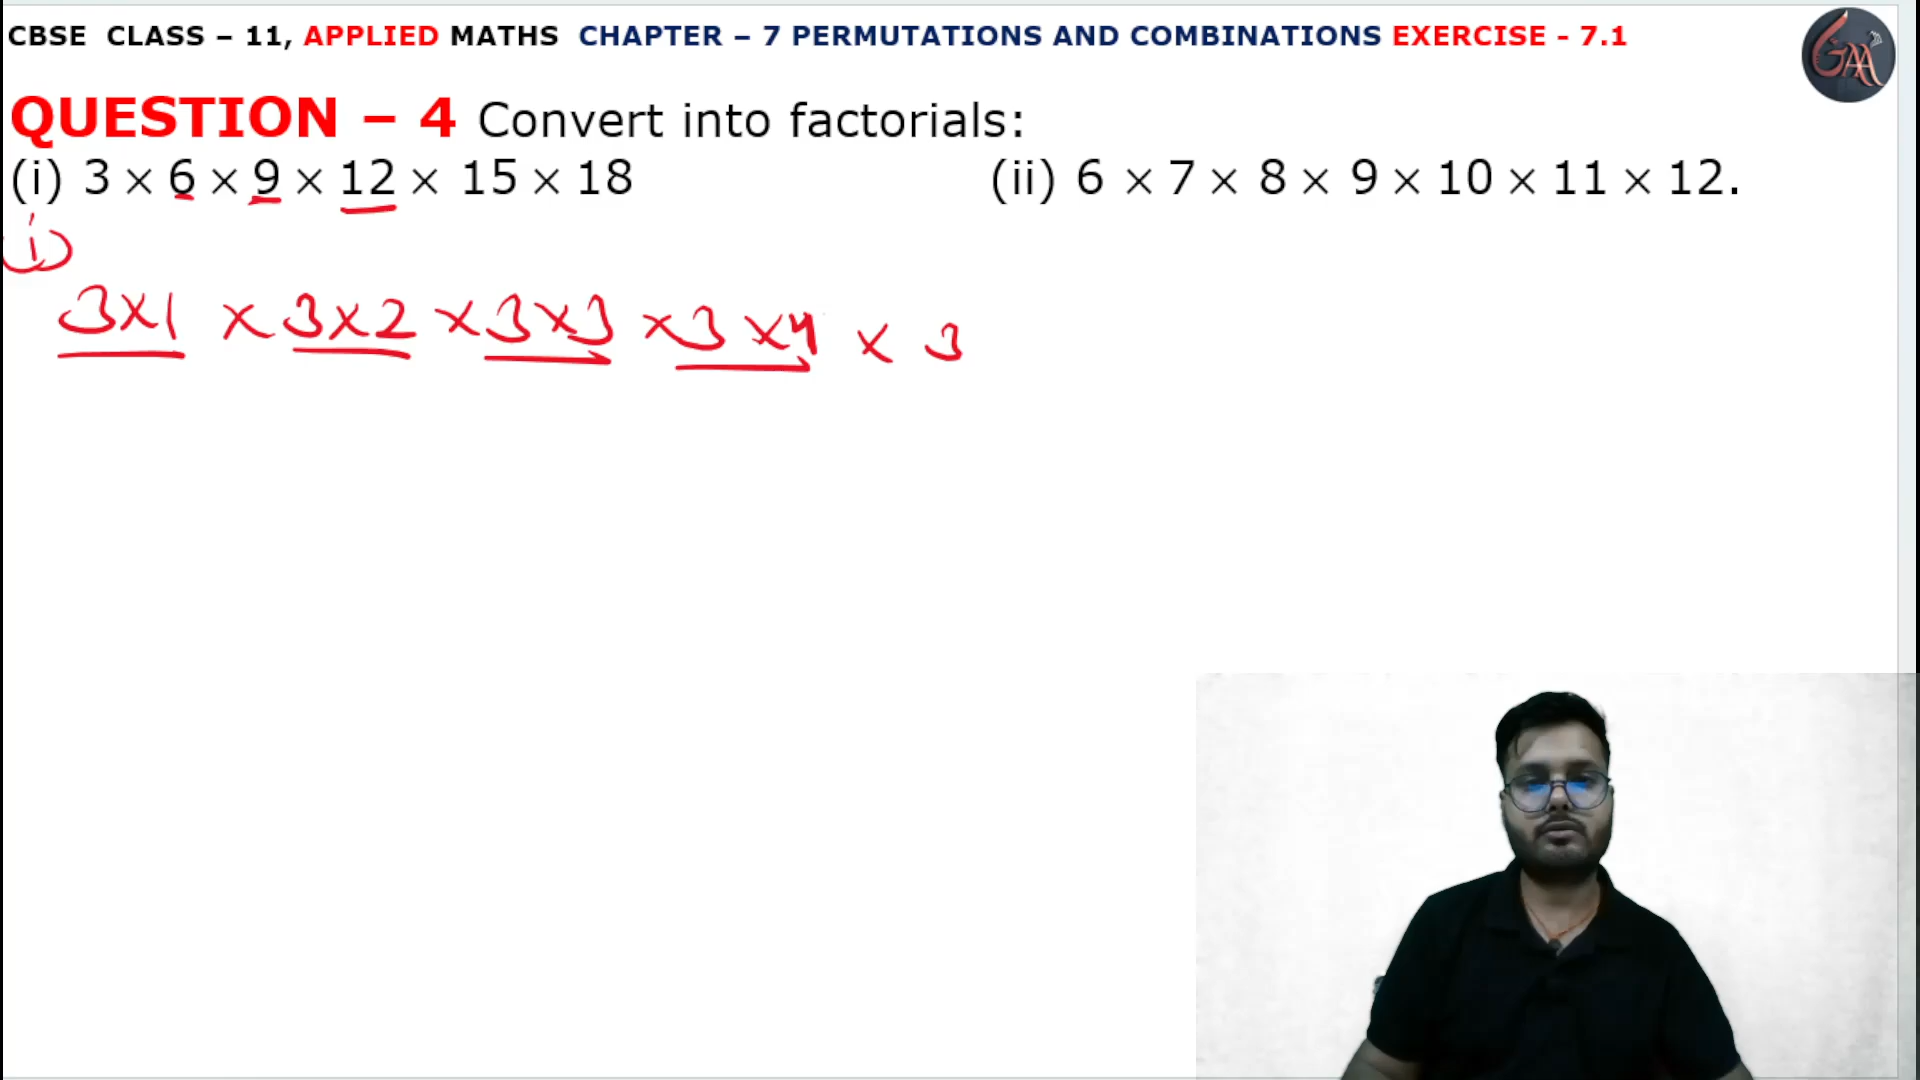 CBSE CLASS – 11, APPLIED MATHS CHAPTER – 7 PERMUTATIONS AND COMBINATIONS EXERCISE - 7.1
GAA
QUESTION – 4 Convert into factorials:
(i) 3 × 6 × 9 × 12 × 15 × 18 (ii) 6 × 7 × 8 × 9 × 10 × 11 × 12.
(i)
3×1 × 3×2 × 3×3 × 3×4 × 3